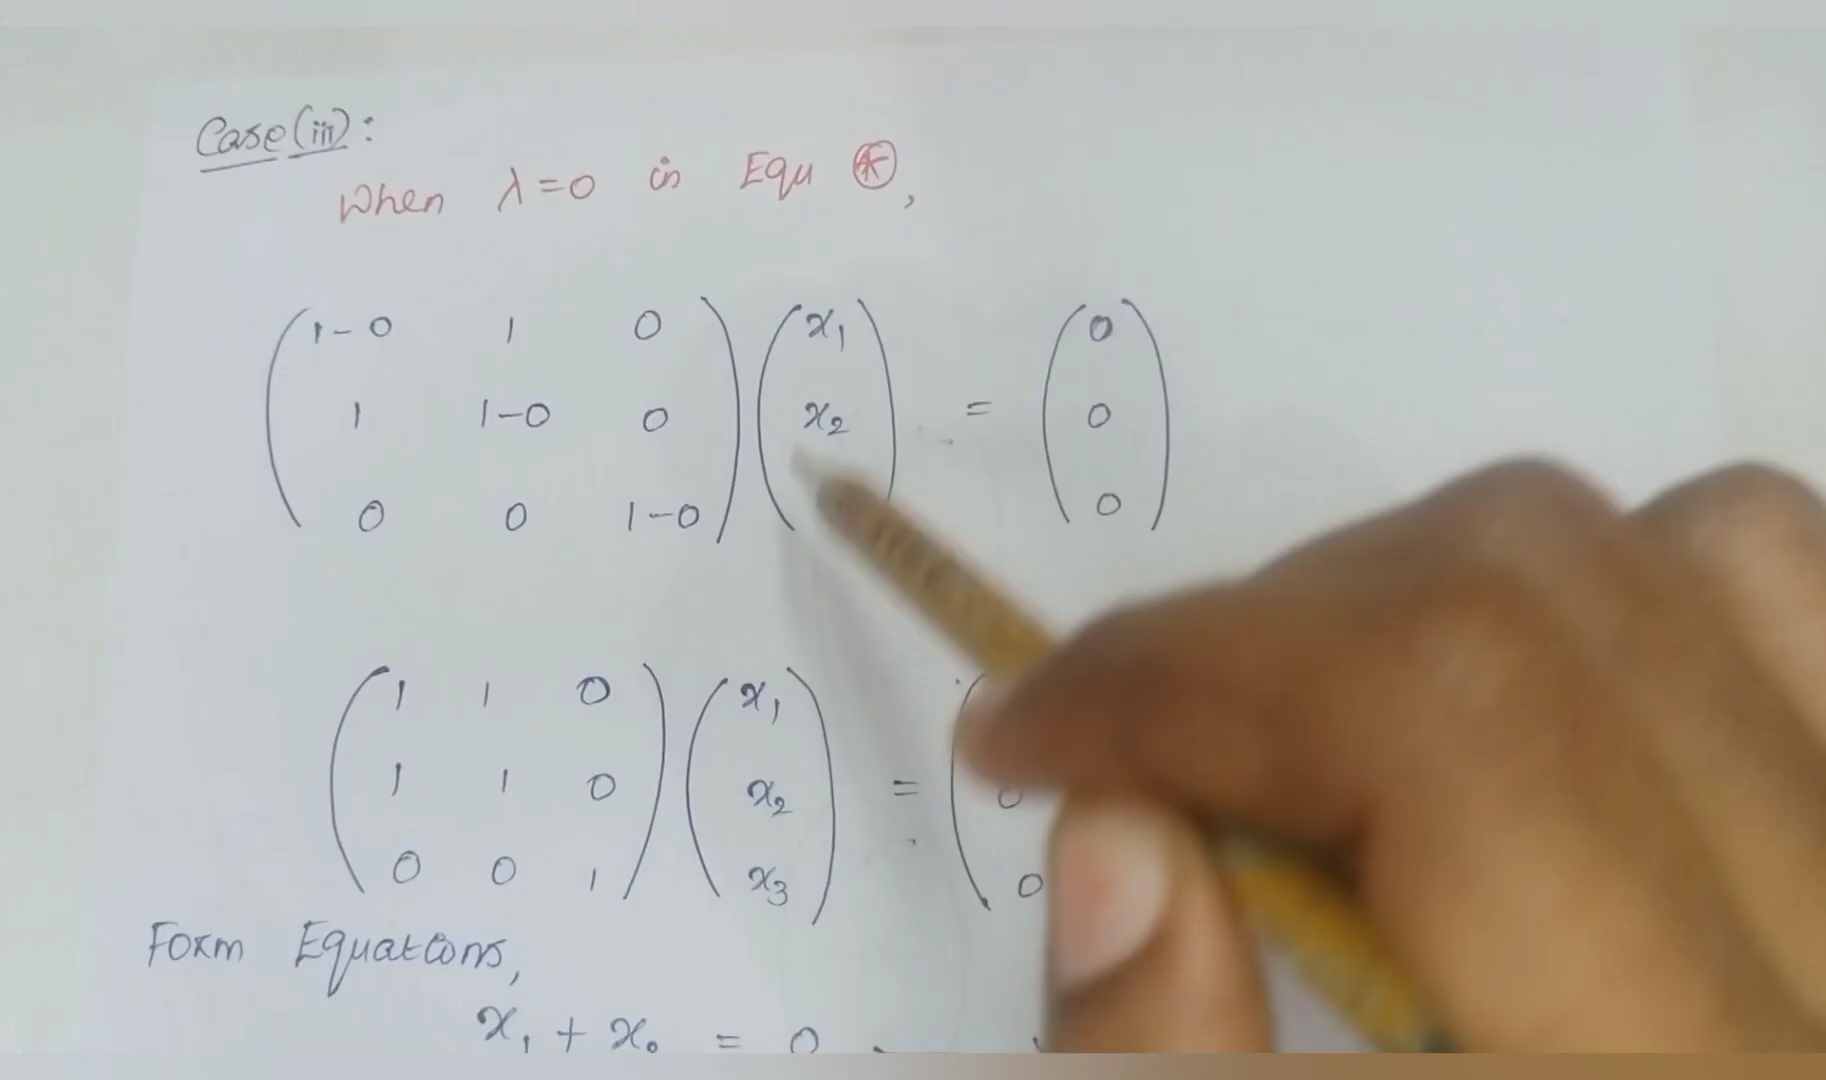 Case(iii):
When λ=0 in Equ ⊛,
1-0 1 0 x₁ 0
1 1-0 0 x₂ = 0
0 0 1-0 0
1 1 0 x₁
1 1 0 x₂ = 0
0 0 1 x₃ 0
Form Equations,
x₁ + x₂ = 0